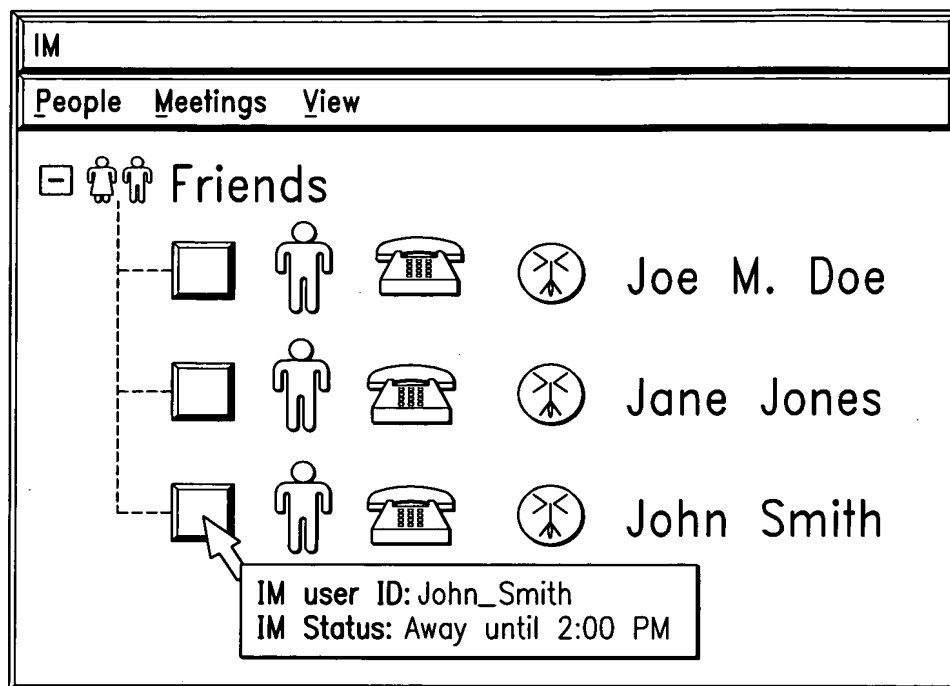 IM
People Meetings View
Friends
Joe M. Doe
Jane Jones
John Smith
IM user ID: John_Smith
IM Status: Away until 2:00 PM